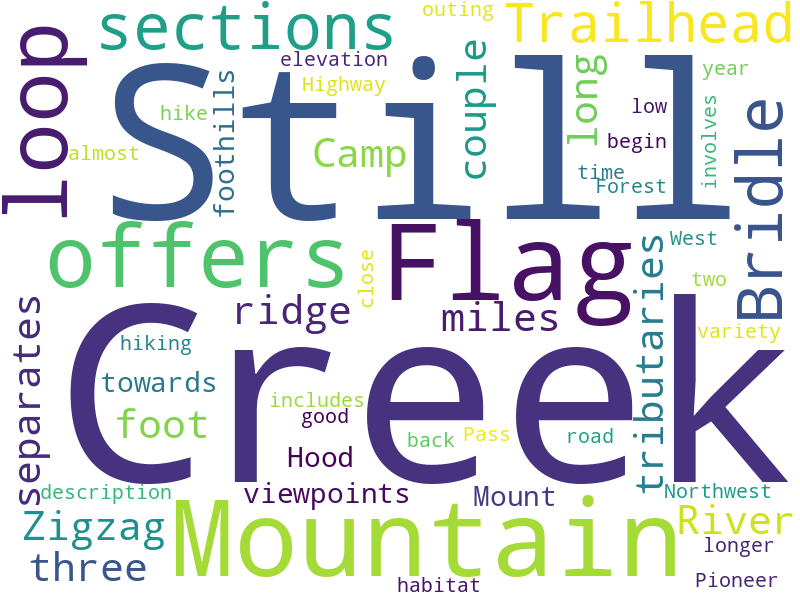 outing
sections
Trailhead
loop
Still
elevation
couple
long
year
Highway
foothills
hike
low
involves
Bridle
begin
almost
Camp
time
Forest
offers
Flag
West
close
tributaries
two
separates
ridge
miles
variety
hiking
Creek
towards
includes
foot
good
back
Pass
road
Hood
description
viewpoints
Mount
Northwest
Mountain
Zigzag
River
longer
three
habitat
Pioneer